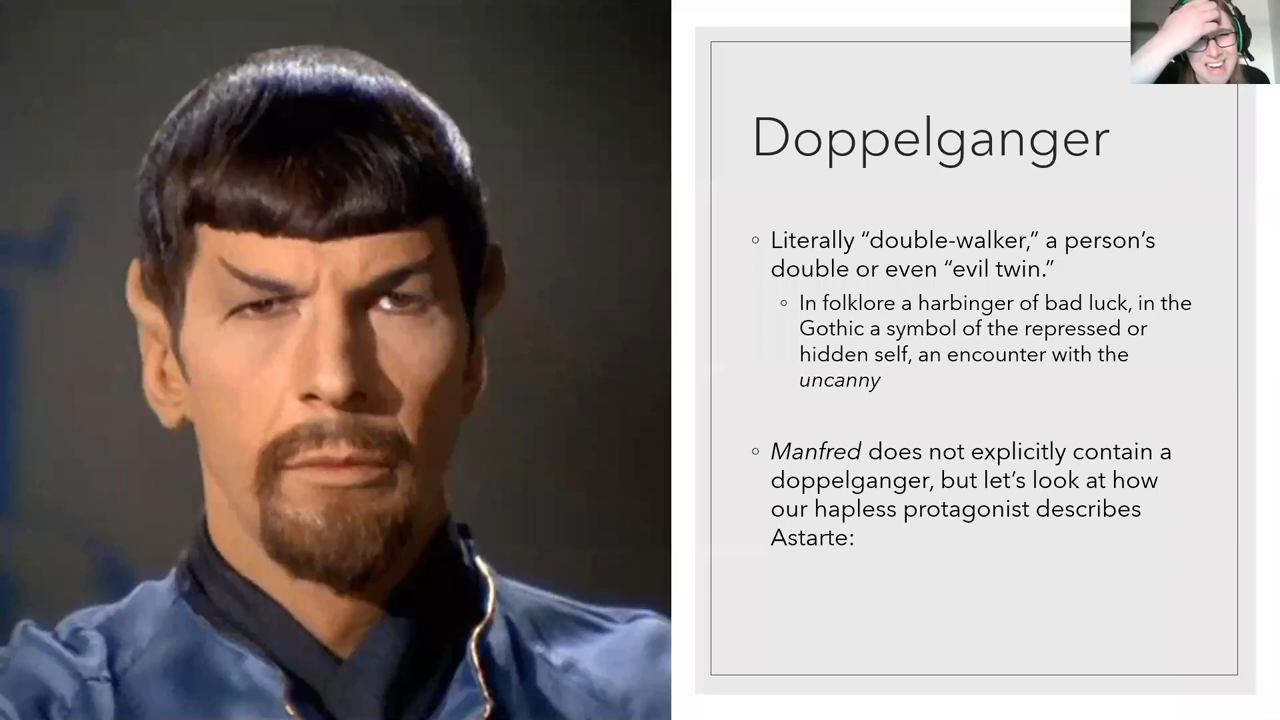 Doppelganger
Literally “double-walker,” a person’s
double or even “evil twin.”
In folklore a harbinger of bad luck, in the
Gothic a symbol of the repressed or
hidden self, an encounter with the
uncanny
Manfred does not explicitly contain a
doppelganger, but let’s look at how
our hapless protagonist describes
Astarte: